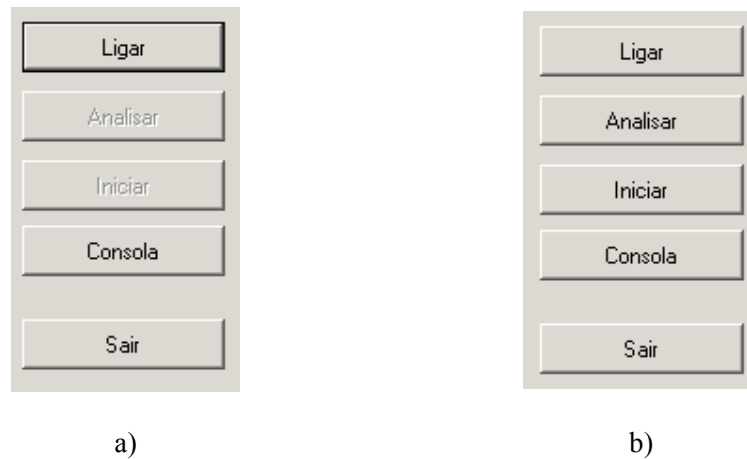 Ligar
Analisar
Iniciar
Consola
Sair
a)
Ligar
Analisar
Iniciar
Consola
Sair
b)